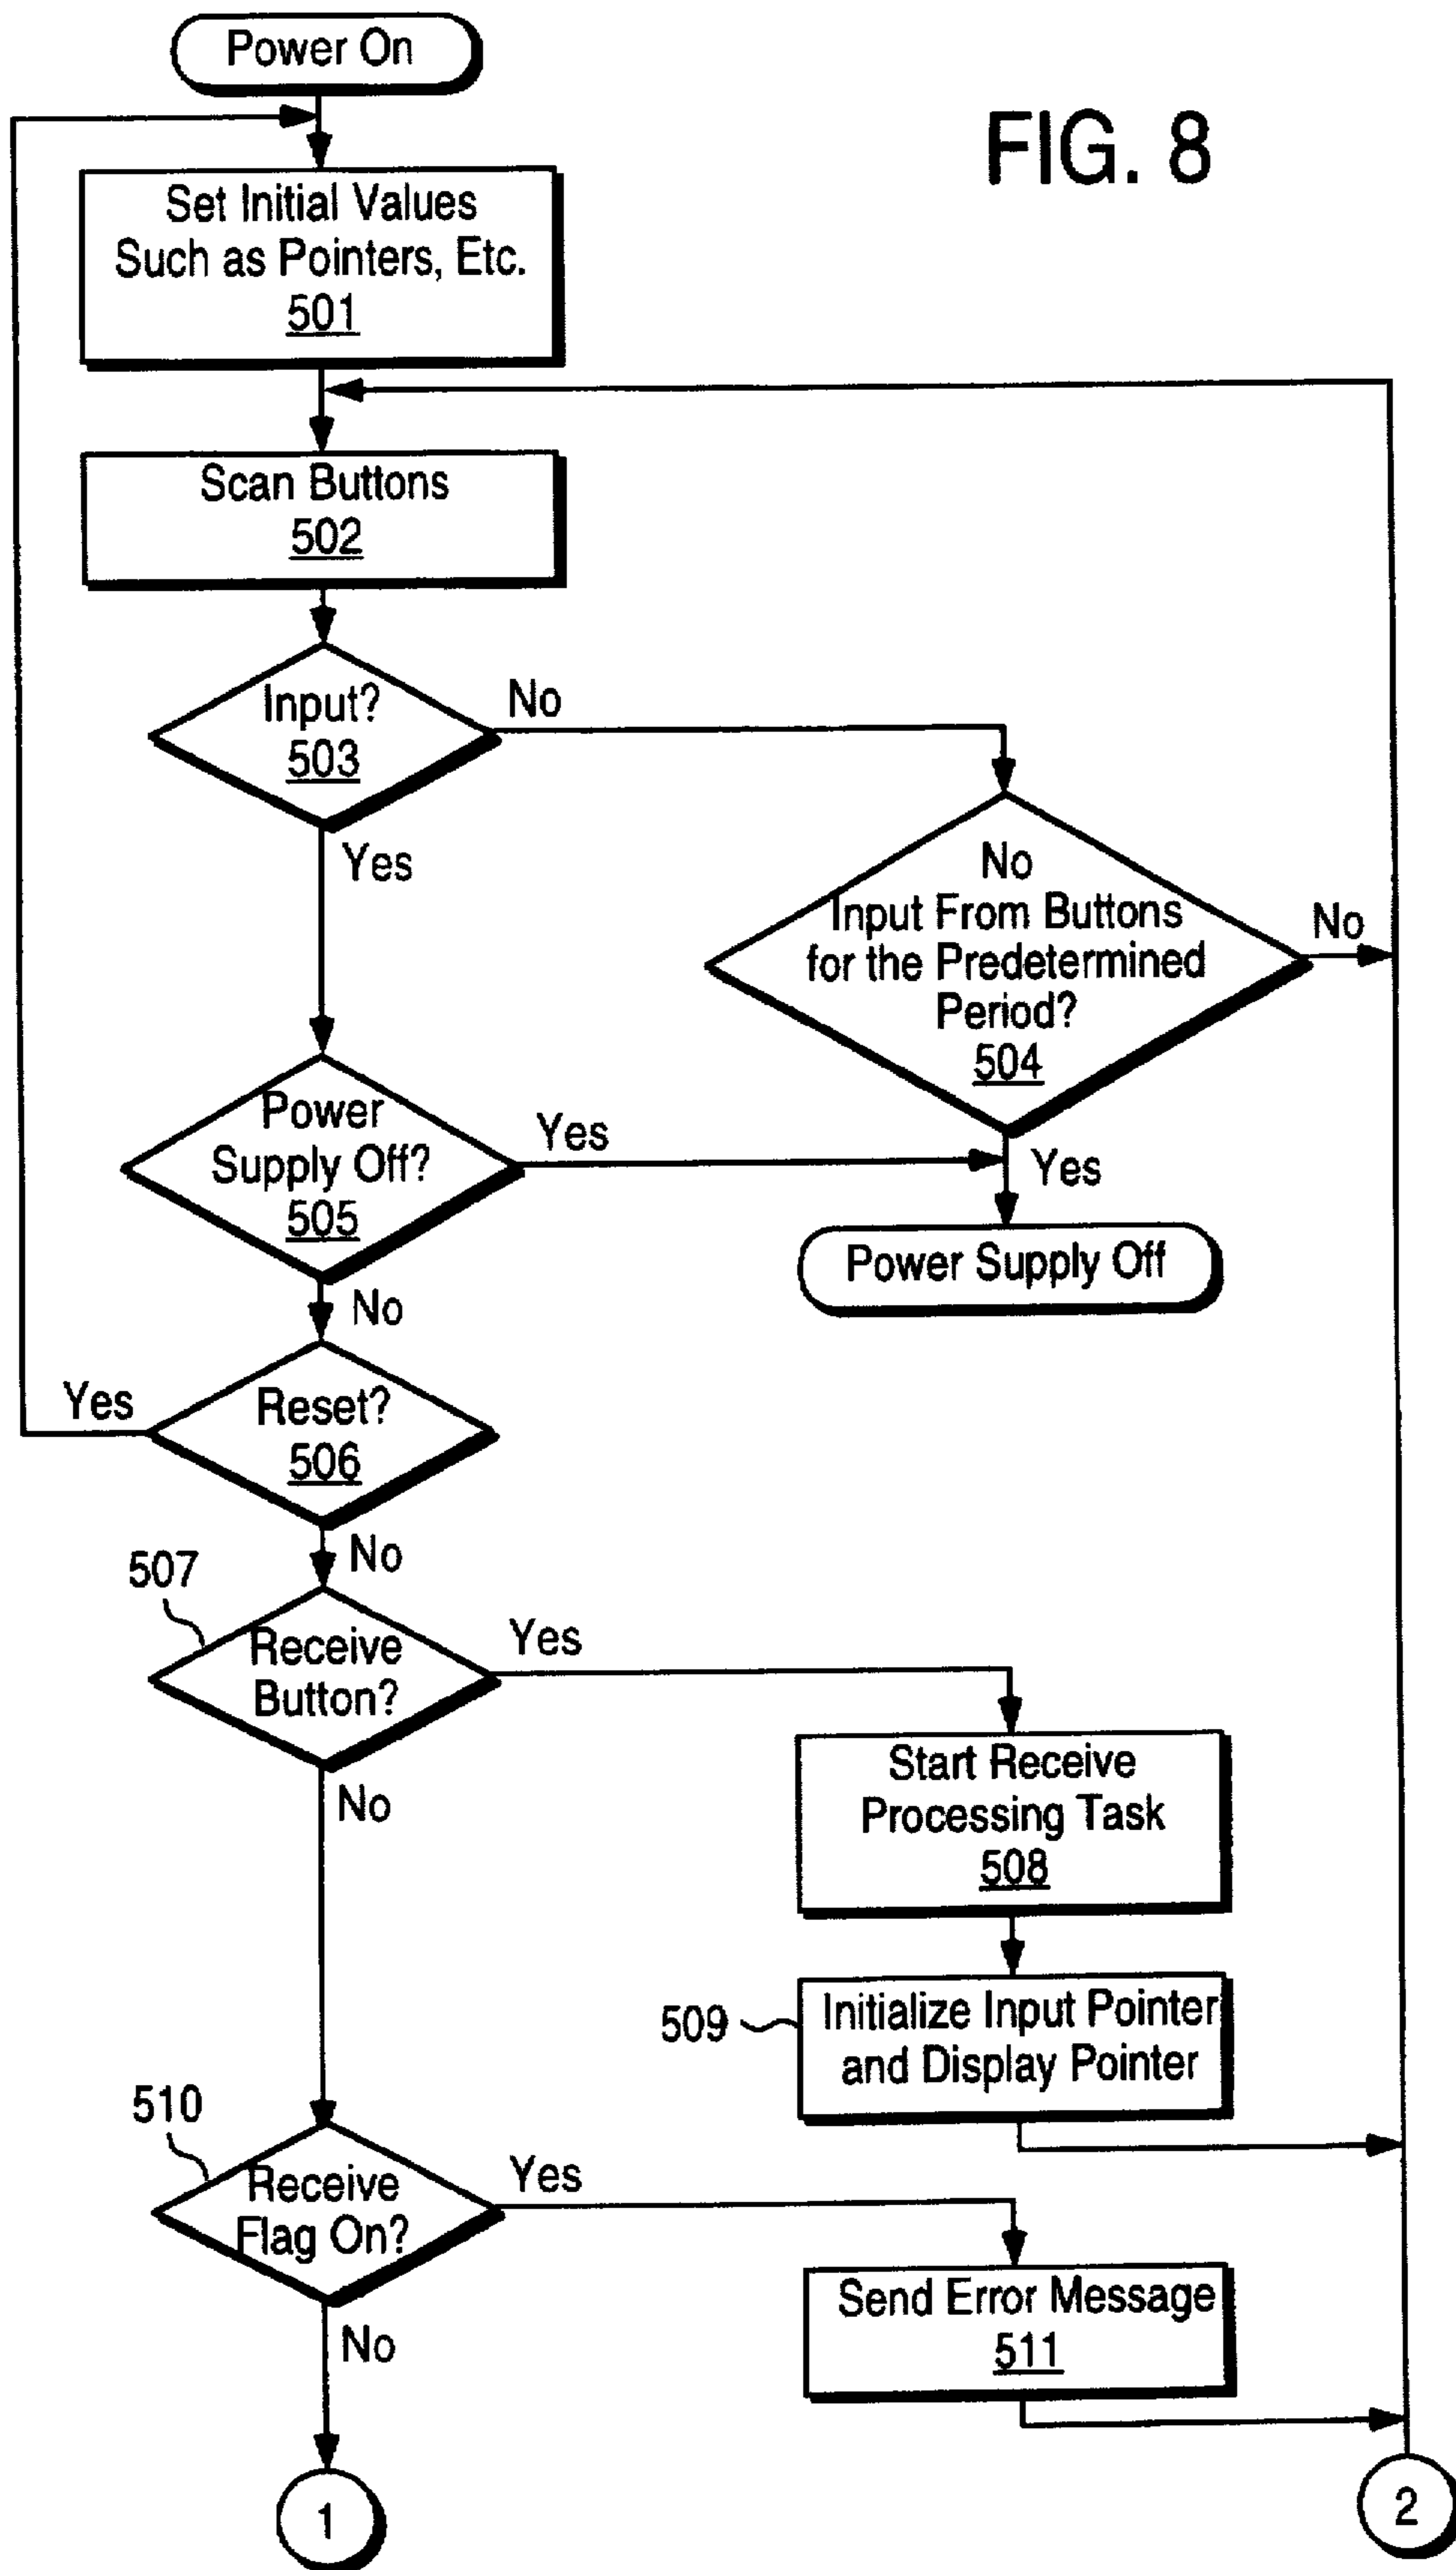 Power On
FIG. 8
Set Initial Values
Such as Pointers, Etc.
501
Scan Buttons
502
Input?
503
No
Yes
No
Input From Buttons
for the Predetermined
Period?
504
No
Power
Supply Off?
505
Yes
Yes
Power Supply Off
No
Yes
Reset?
506
No
507
Receive
Button?
Yes
No
Start Receive
Processing Task
508
509
Initialize Input Pointer
and Display Pointer
510
Receive
Flag On?
Yes
Send Error Message
511
No
1
2